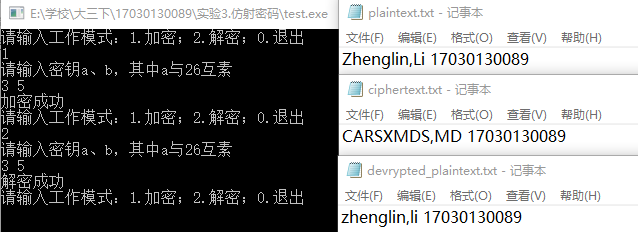 E:\学校\大三下\17030130089\实验3.仿射密码\test.exe
请输入工作模式：1.加密；2.解密；0.退出
1
请输入密钥a、b，其中a与26互素
3 5
加密成功
请输入工作模式：1.加密；2.解密；0.退出
2
请输入密钥a、b，其中a与26互素
3 5
解密成功
请输入工作模式：1.加密；2.解密；0.退出
plaintext.txt - 记事本
文件(F) 编辑(E) 格式(O) 查看(V) 帮助(H)
Zhenglin,Li 17030130089
ciphertext.txt - 记事本
文件(F) 编辑(E) 格式(O) 查看(V) 帮助(H)
CARSXMDS,MD 17030130089
devrypted_plaintext.txt - 记事本
文件(F) 编辑(E) 格式(O) 查看(V) 帮助(H)
zhenglin,li 17030130089